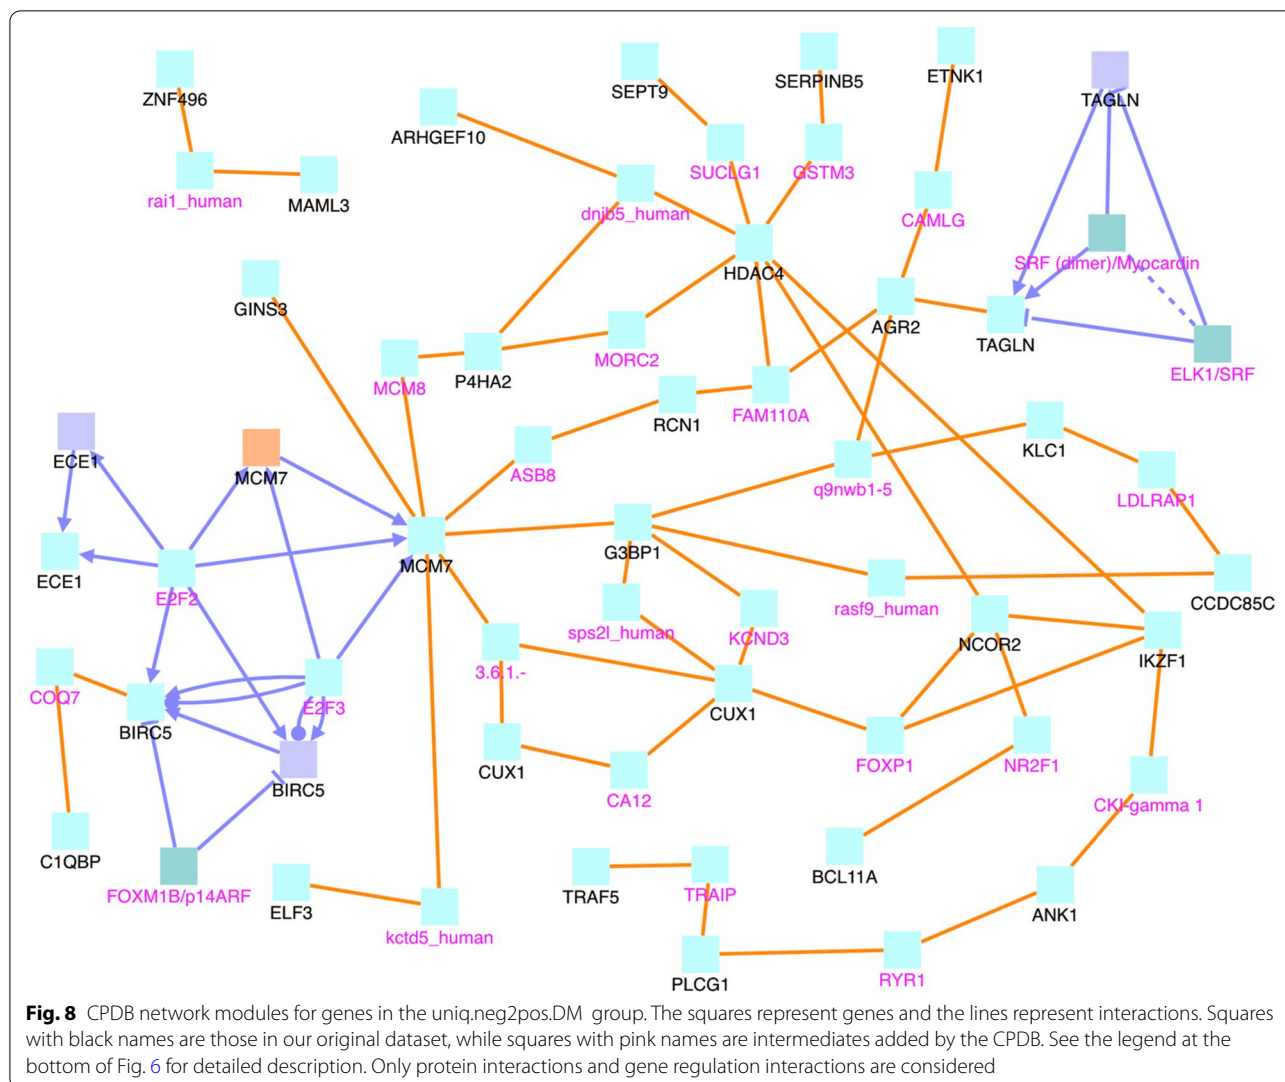 ETNK1
SERPINB5
SEPT9
ZNF496
TAGLN
ARHGEF10
SUCLG1
GSTM3
rai1_human
MAML3
dnjb5_human
CAMLG
SRF (dimer)/Myocardin
HDAC4
GINS3
AGR2
TAGLN
ELK1/SRF
MCM8
P4HA2
MORC2
FAM110A
RCN1
KLC1
ECE1
MCM7
ASB8
q9nwb1-5
LDLRAP1
G3BP1
MCM7
ECE1
E2F2
CCDC85C
rasf9_human
sps2l_human
KCND3
NCOR2
IKZF1
3.6.1.-
COQ7
E2F3
CUX1
BIRC5
FOXP1
NR2F1
CUX1
BIRC5
CA12
CKI-gamma 1
C1QBP
BCL11A
FOXM1B/p14ARF
TRAF5
TRAIP
ELF3
ANK1
kctd5_human
RYR1
PLCG1
Fig. 8 CPDB network modules for genes in the uniq.neg2pos.DM group. The squares represent genes and the lines represent interactions. Squares
with black names are those in our original dataset, while squares with pink names are intermediates added by the CPDB. See the legend at the
bottom of Fig. 6 for detailed description. Only protein interactions and gene regulation interactions are considered